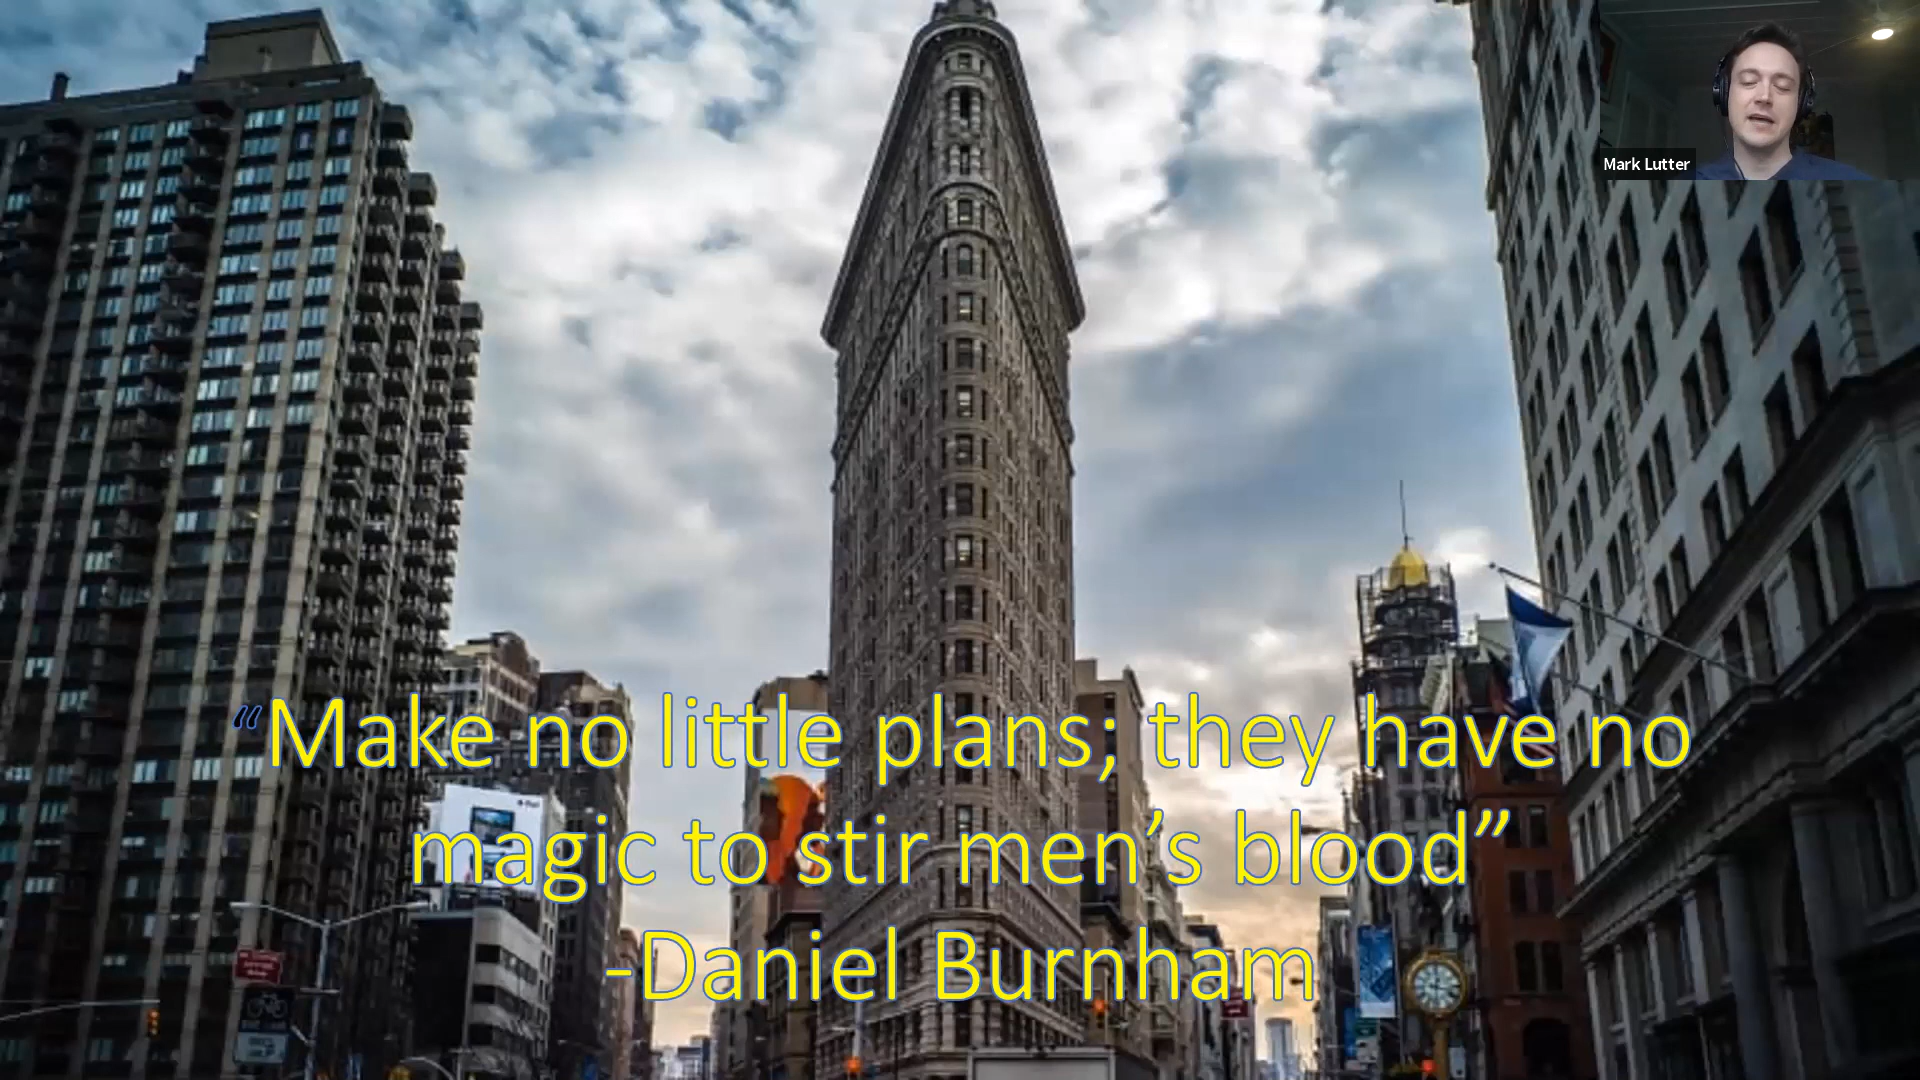 Mark Lutter
“Make no little plans; they have no
magic to stir men’s blood”
-Daniel Burnham